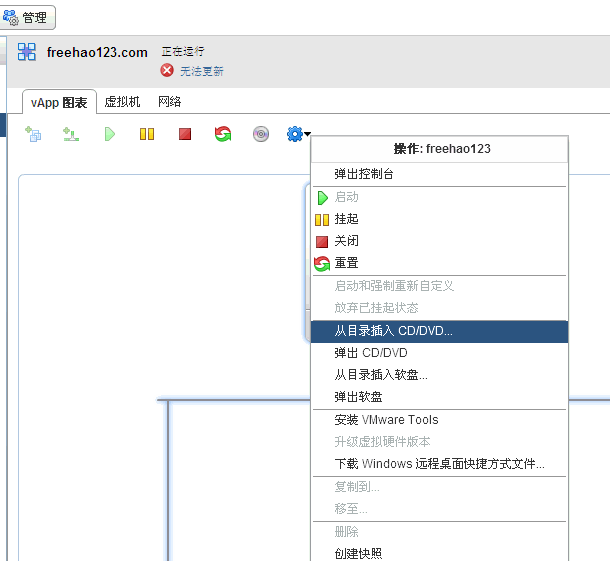 管理
freehao123.com 正在运行
无法更新
vApp 图表 虚拟机 网络
操作: freehao123
弹出控制台
启动
挂起
关闭
重置
启动和强制重新自定义
放弃已挂起状态
从目录插入 CD/DVD...
弹出 CD/DVD
从目录插入软盘...
弹出软盘
安装 VMware Tools
升级虚拟硬件版本
下载 Windows 远程桌面快捷方式文件...
复制到...
移至...
删除
创建快照